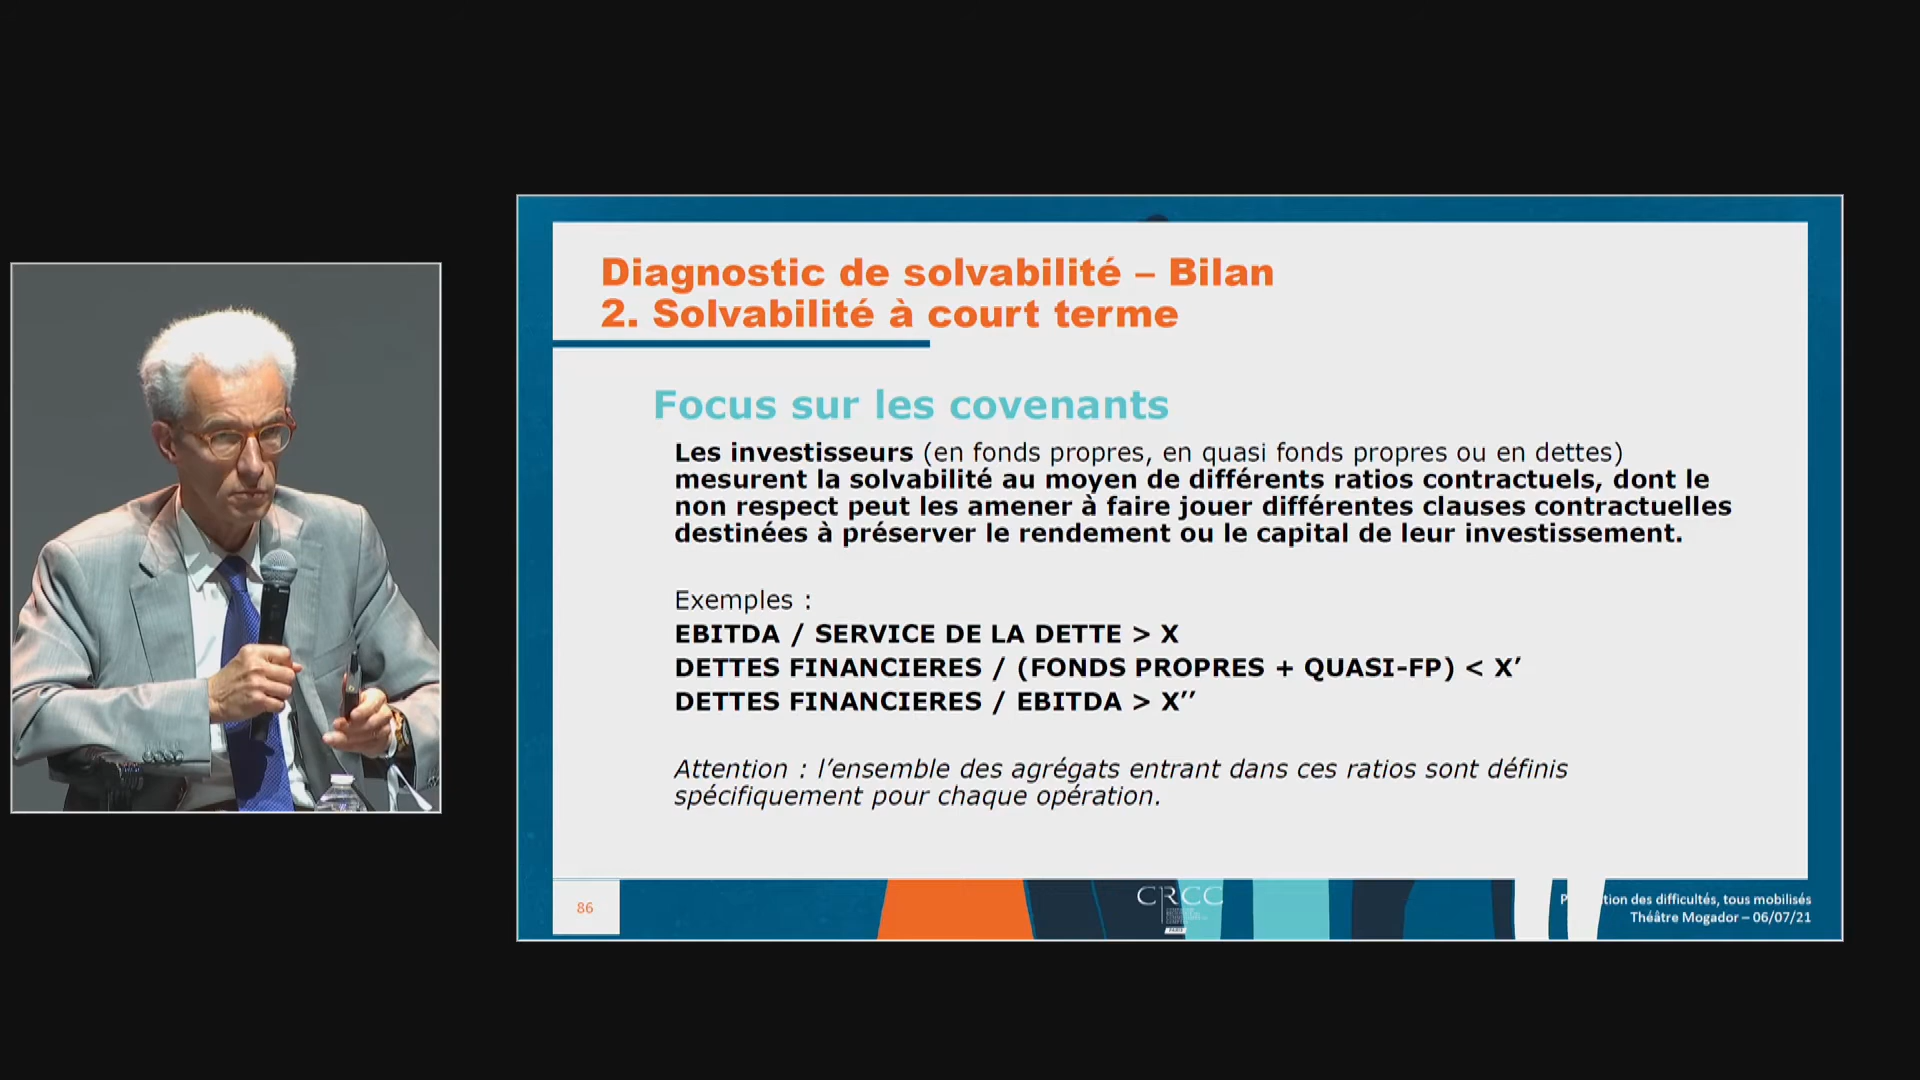 Diagnostic de solvabilité – Bilan
2. Solvabilité à court terme
Focus sur les covenants
Les investisseurs (en fonds propres, en quasi fonds propres ou en dettes)
mesurent la solvabilité au moyen de différents ratios contractuels, dont le
non respect peut les amener à faire jouer différentes clauses contractuelles
destinées à préserver le rendement ou le capital de leur investissement.
Exemples :
EBITDA / SERVICE DE LA DETTE > X
DETTES FINANCIERES / (FONDS PROPRES + QUASI-FP) < X’
DETTES FINANCIERES / EBITDA > X’’
Attention : l’ensemble des agrégats entrant dans ces ratios sont définis
spécifiquement pour chaque opération.
86
CRCC
PARIS
des difficultés, tous mobilisés
Théâtre Mogador – 06/07/21